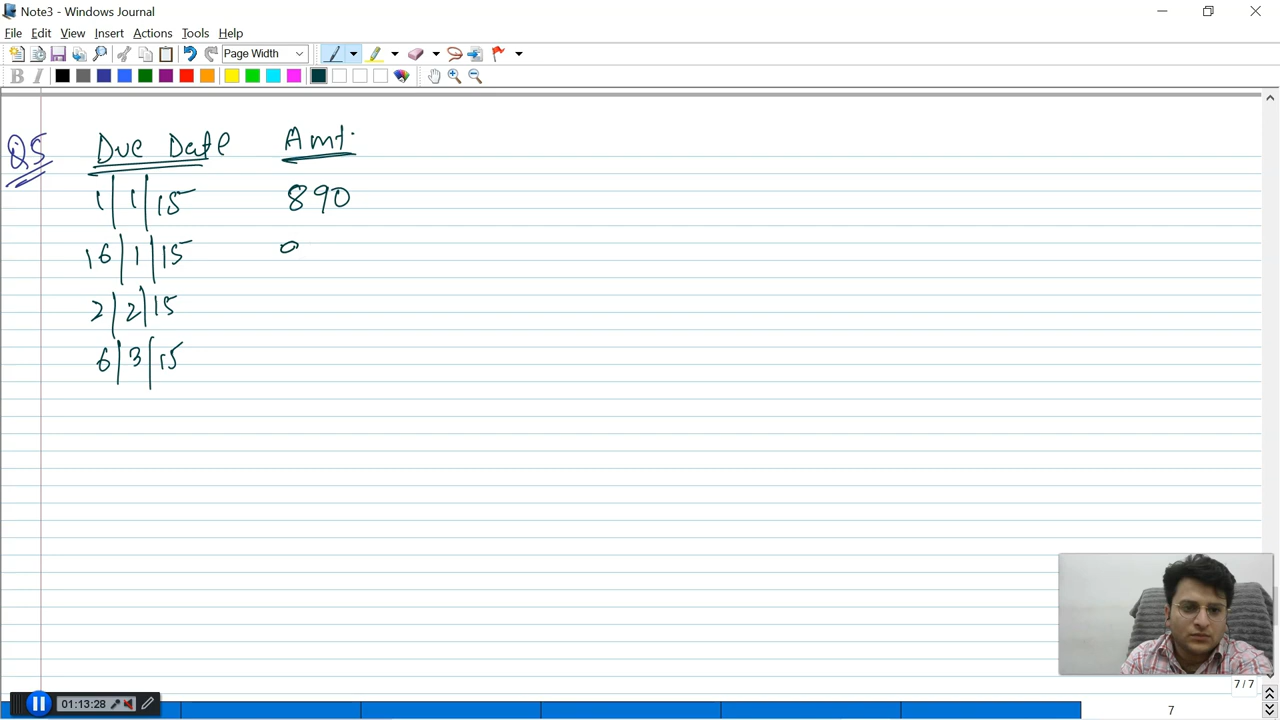 Note3 - Windows Journal
File Edit View Insert Actions Tools Help
Page Width
B I
Q5 Due Date Amt.
1|1|15 890
16|1|15
2|2|15
6|3|15
7 / 7
01:13:28
7